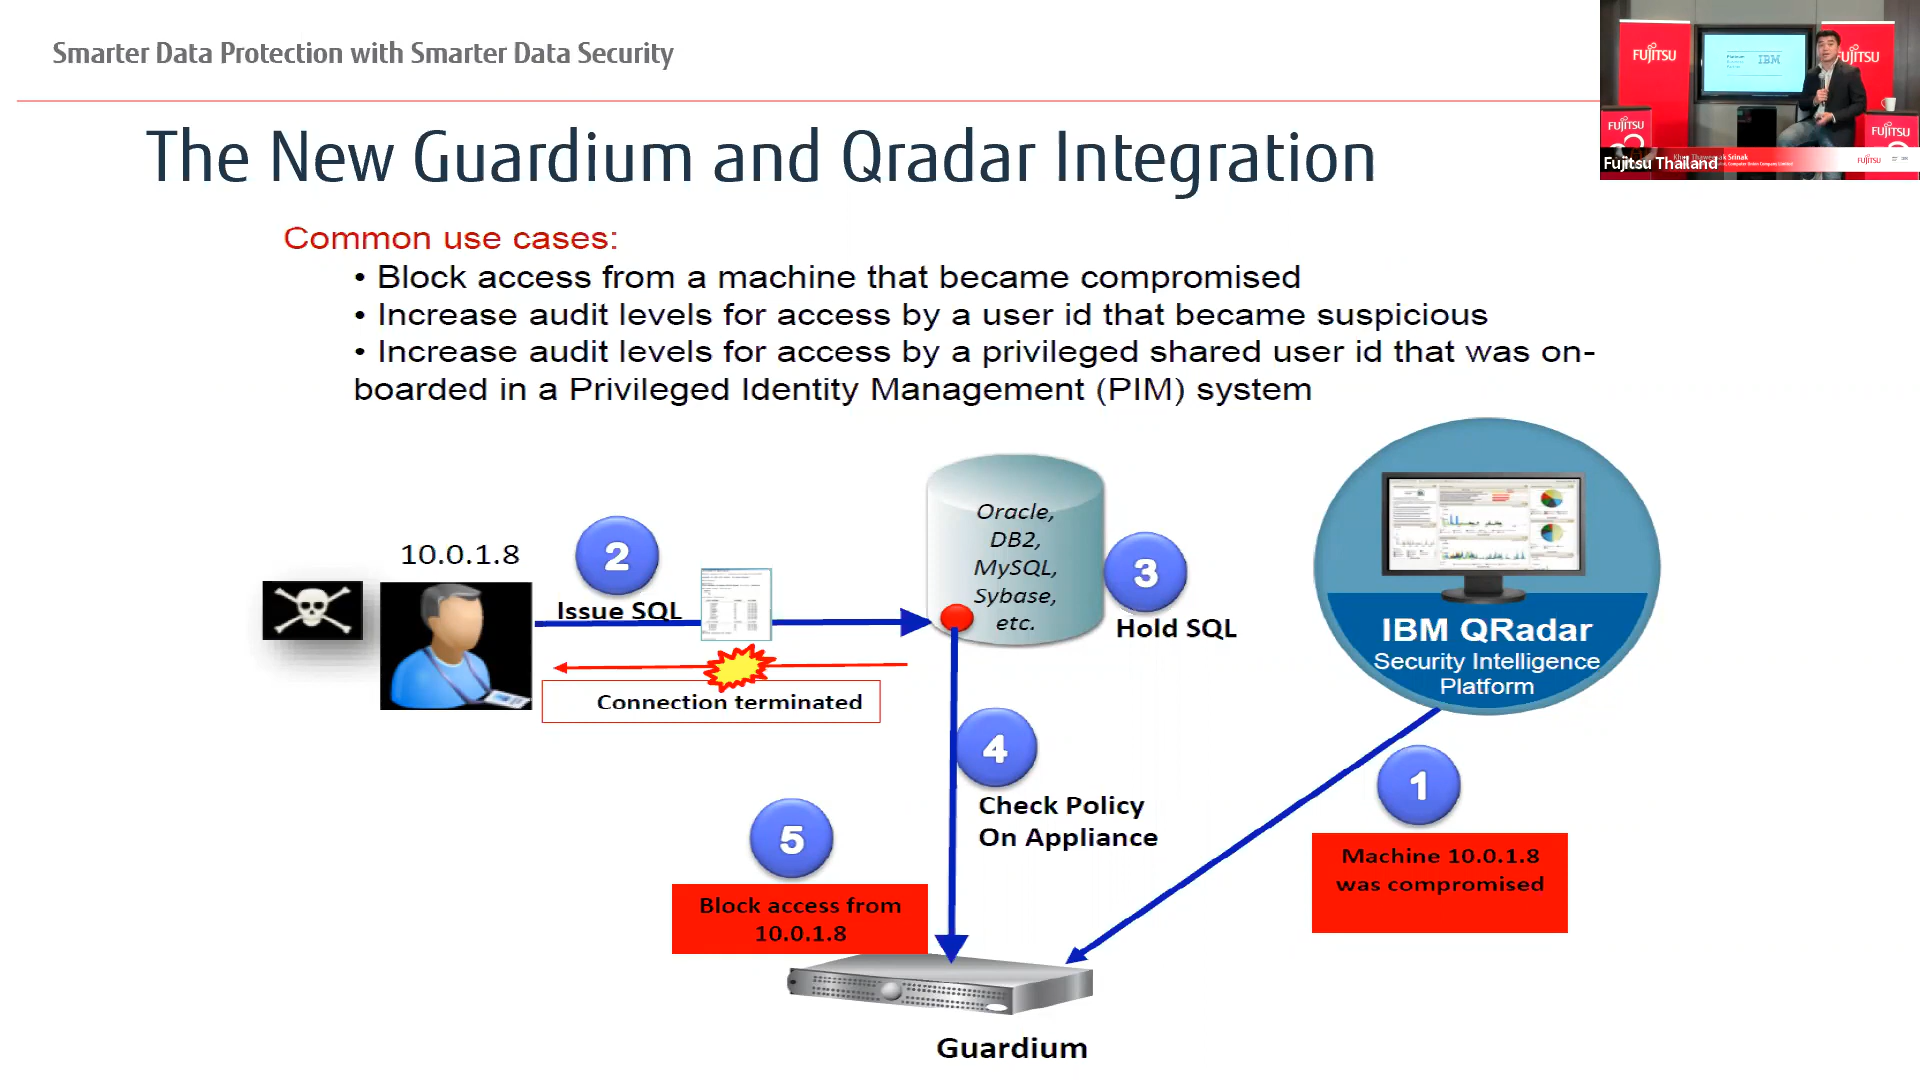 Smarter Data Protection with Smarter Data Security
FUJITSU
IBM
FUJITSU
FUJITSU
FUJITSU
Fujitsu Thailand
FUJITSU
The New Guardium and Qradar Integration
Common use cases:
• Block access from a machine that became compromised
• Increase audit levels for access by a user id that became suspicious
• Increase audit levels for access by a privileged shared user id that was on-
boarded in a Privileged Identity Management (PIM) system
10.0.1.8
2
Issue SQL
Connection terminated
Oracle,
DB2,
MySQL,
Sybase,
etc.
3
Hold SQL
IBM QRadar
Security Intelligence
Platform
4
Check Policy
On Appliance
1
Machine 10.0.1.8
was compromised
5
Block access from
10.0.1.8
Guardium